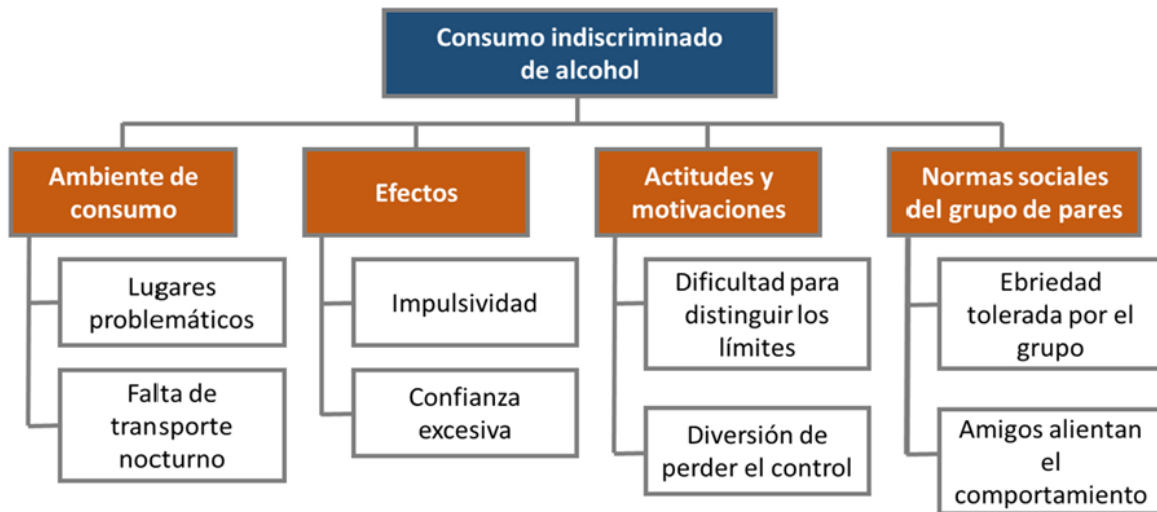 Consumo indiscriminado
de alcohol
Ambiente de
consumo
Efectos
Actitudes y
motivaciones
Normas sociales
del grupo de pares
Lugares
problemáticos
Falta de
transporte
nocturno
Impulsividad
Confianza
excesiva
Dificultad para
distinguir los
límites
Diversión de
perder el control
Ebriedad
tolerada por el
grupo
Amigos alientan
el
comportamiento